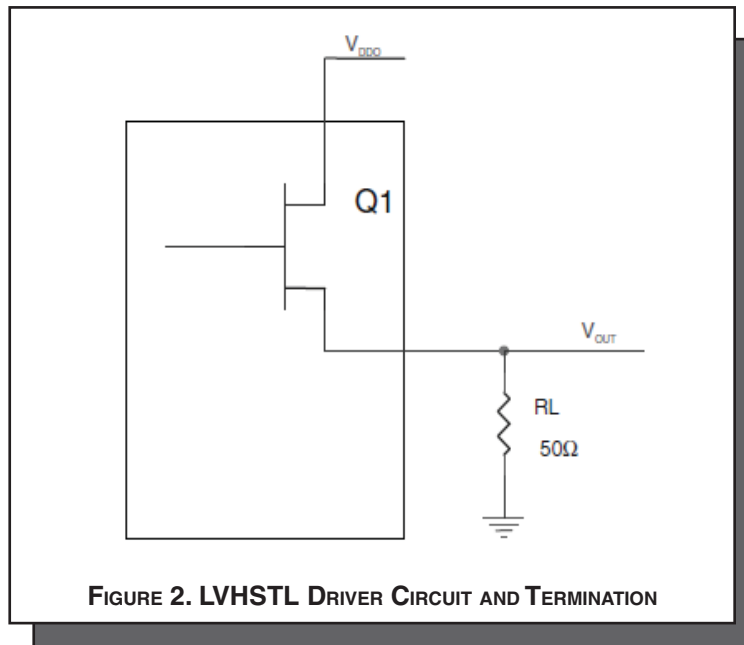 VDDO
Q1
VOUT
RL
50Ω
FIGURE 2. LVHSTL DRIVER CIRCUIT AND TERMINATION